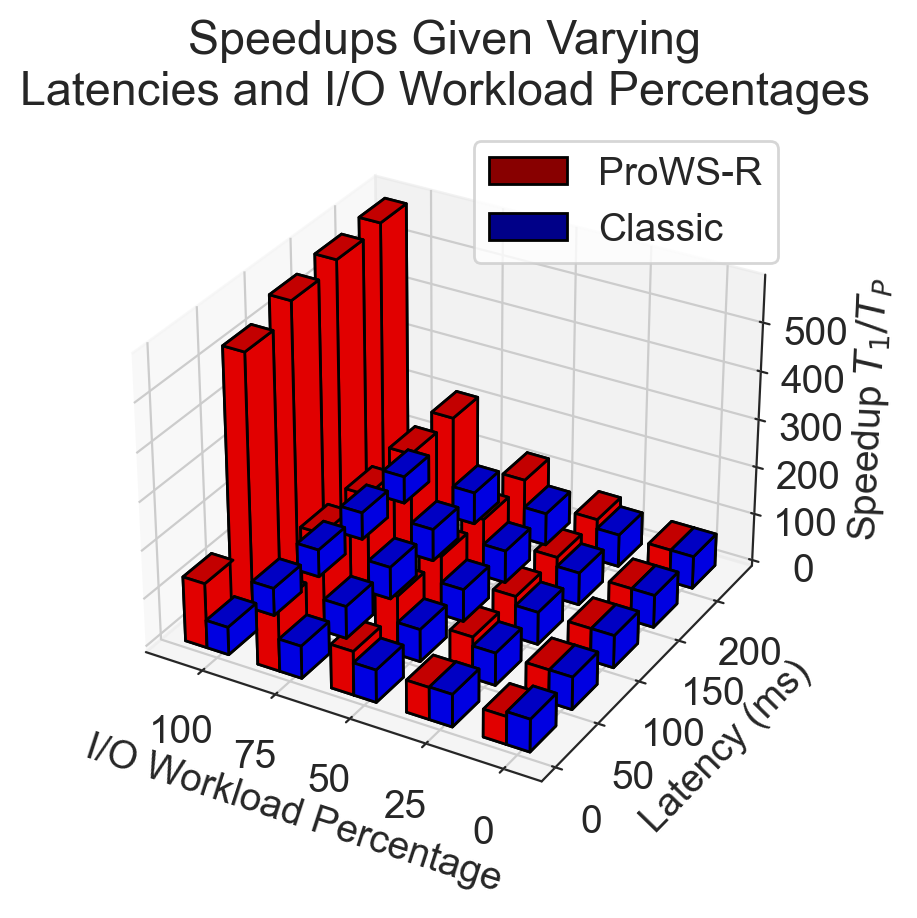 Speedups Given Varying
Latencies and I/O Workload Percentages
ProWS-R
Classic
500
400
300
200
100
0
Speedup T₁/T_P
200
150
100
50
0
Latency (ms)
100
75
50
25
0
I/O Workload Percentage